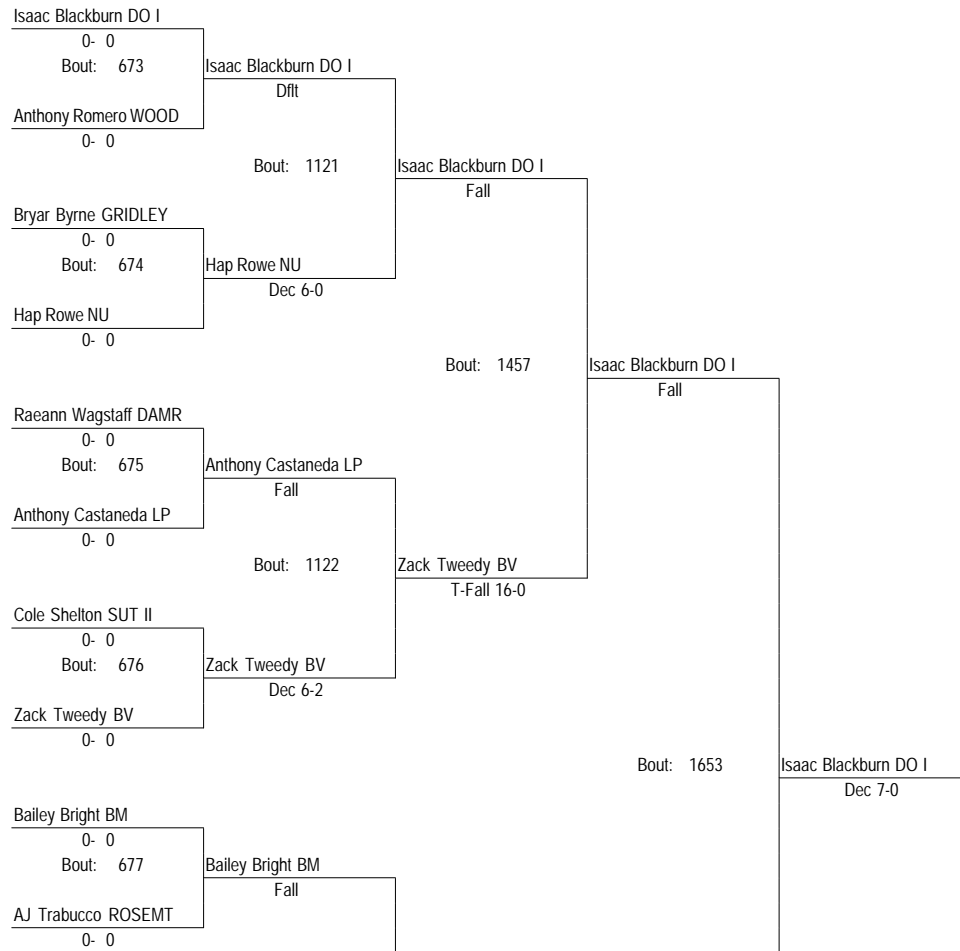 Isaac Blackburn DO I
0- 0
Bout: 673
Isaac Blackburn DO I
Dflt
Anthony Romero WOOD
0- 0
Bout: 1121
Isaac Blackburn DO I
Fall
Bryar Byrne GRIDLEY
0- 0
Bout: 674
Hap Rowe NU
Dec 6-0
Hap Rowe NU
0- 0
Bout: 1457
Isaac Blackburn DO I
Fall
Raeann Wagstaff DAMR
0- 0
Bout: 675
Anthony Castaneda LP
Fall
Anthony Castaneda LP
0- 0
Bout: 1122
Zack Tweedy BV
T-Fall 16-0
Cole Shelton SUT II
0- 0
Bout: 676
Zack Tweedy BV
Dec 6-2
Zack Tweedy BV
0- 0
Bout: 1653
Isaac Blackburn DO I
Dec 7-0
Bailey Bright BM
0- 0
Bout: 677
Bailey Bright BM
Fall
AJ Trabucco ROSEMT
0- 0